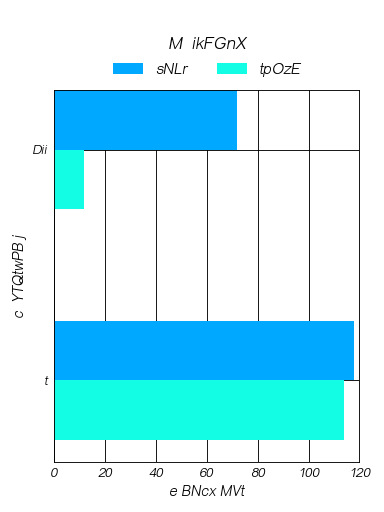 M ikFGnX
sNLr tpOzE
Dii
c YTQtwPB j
t
0 20 40 60 80 100 120
e BNcx MVt